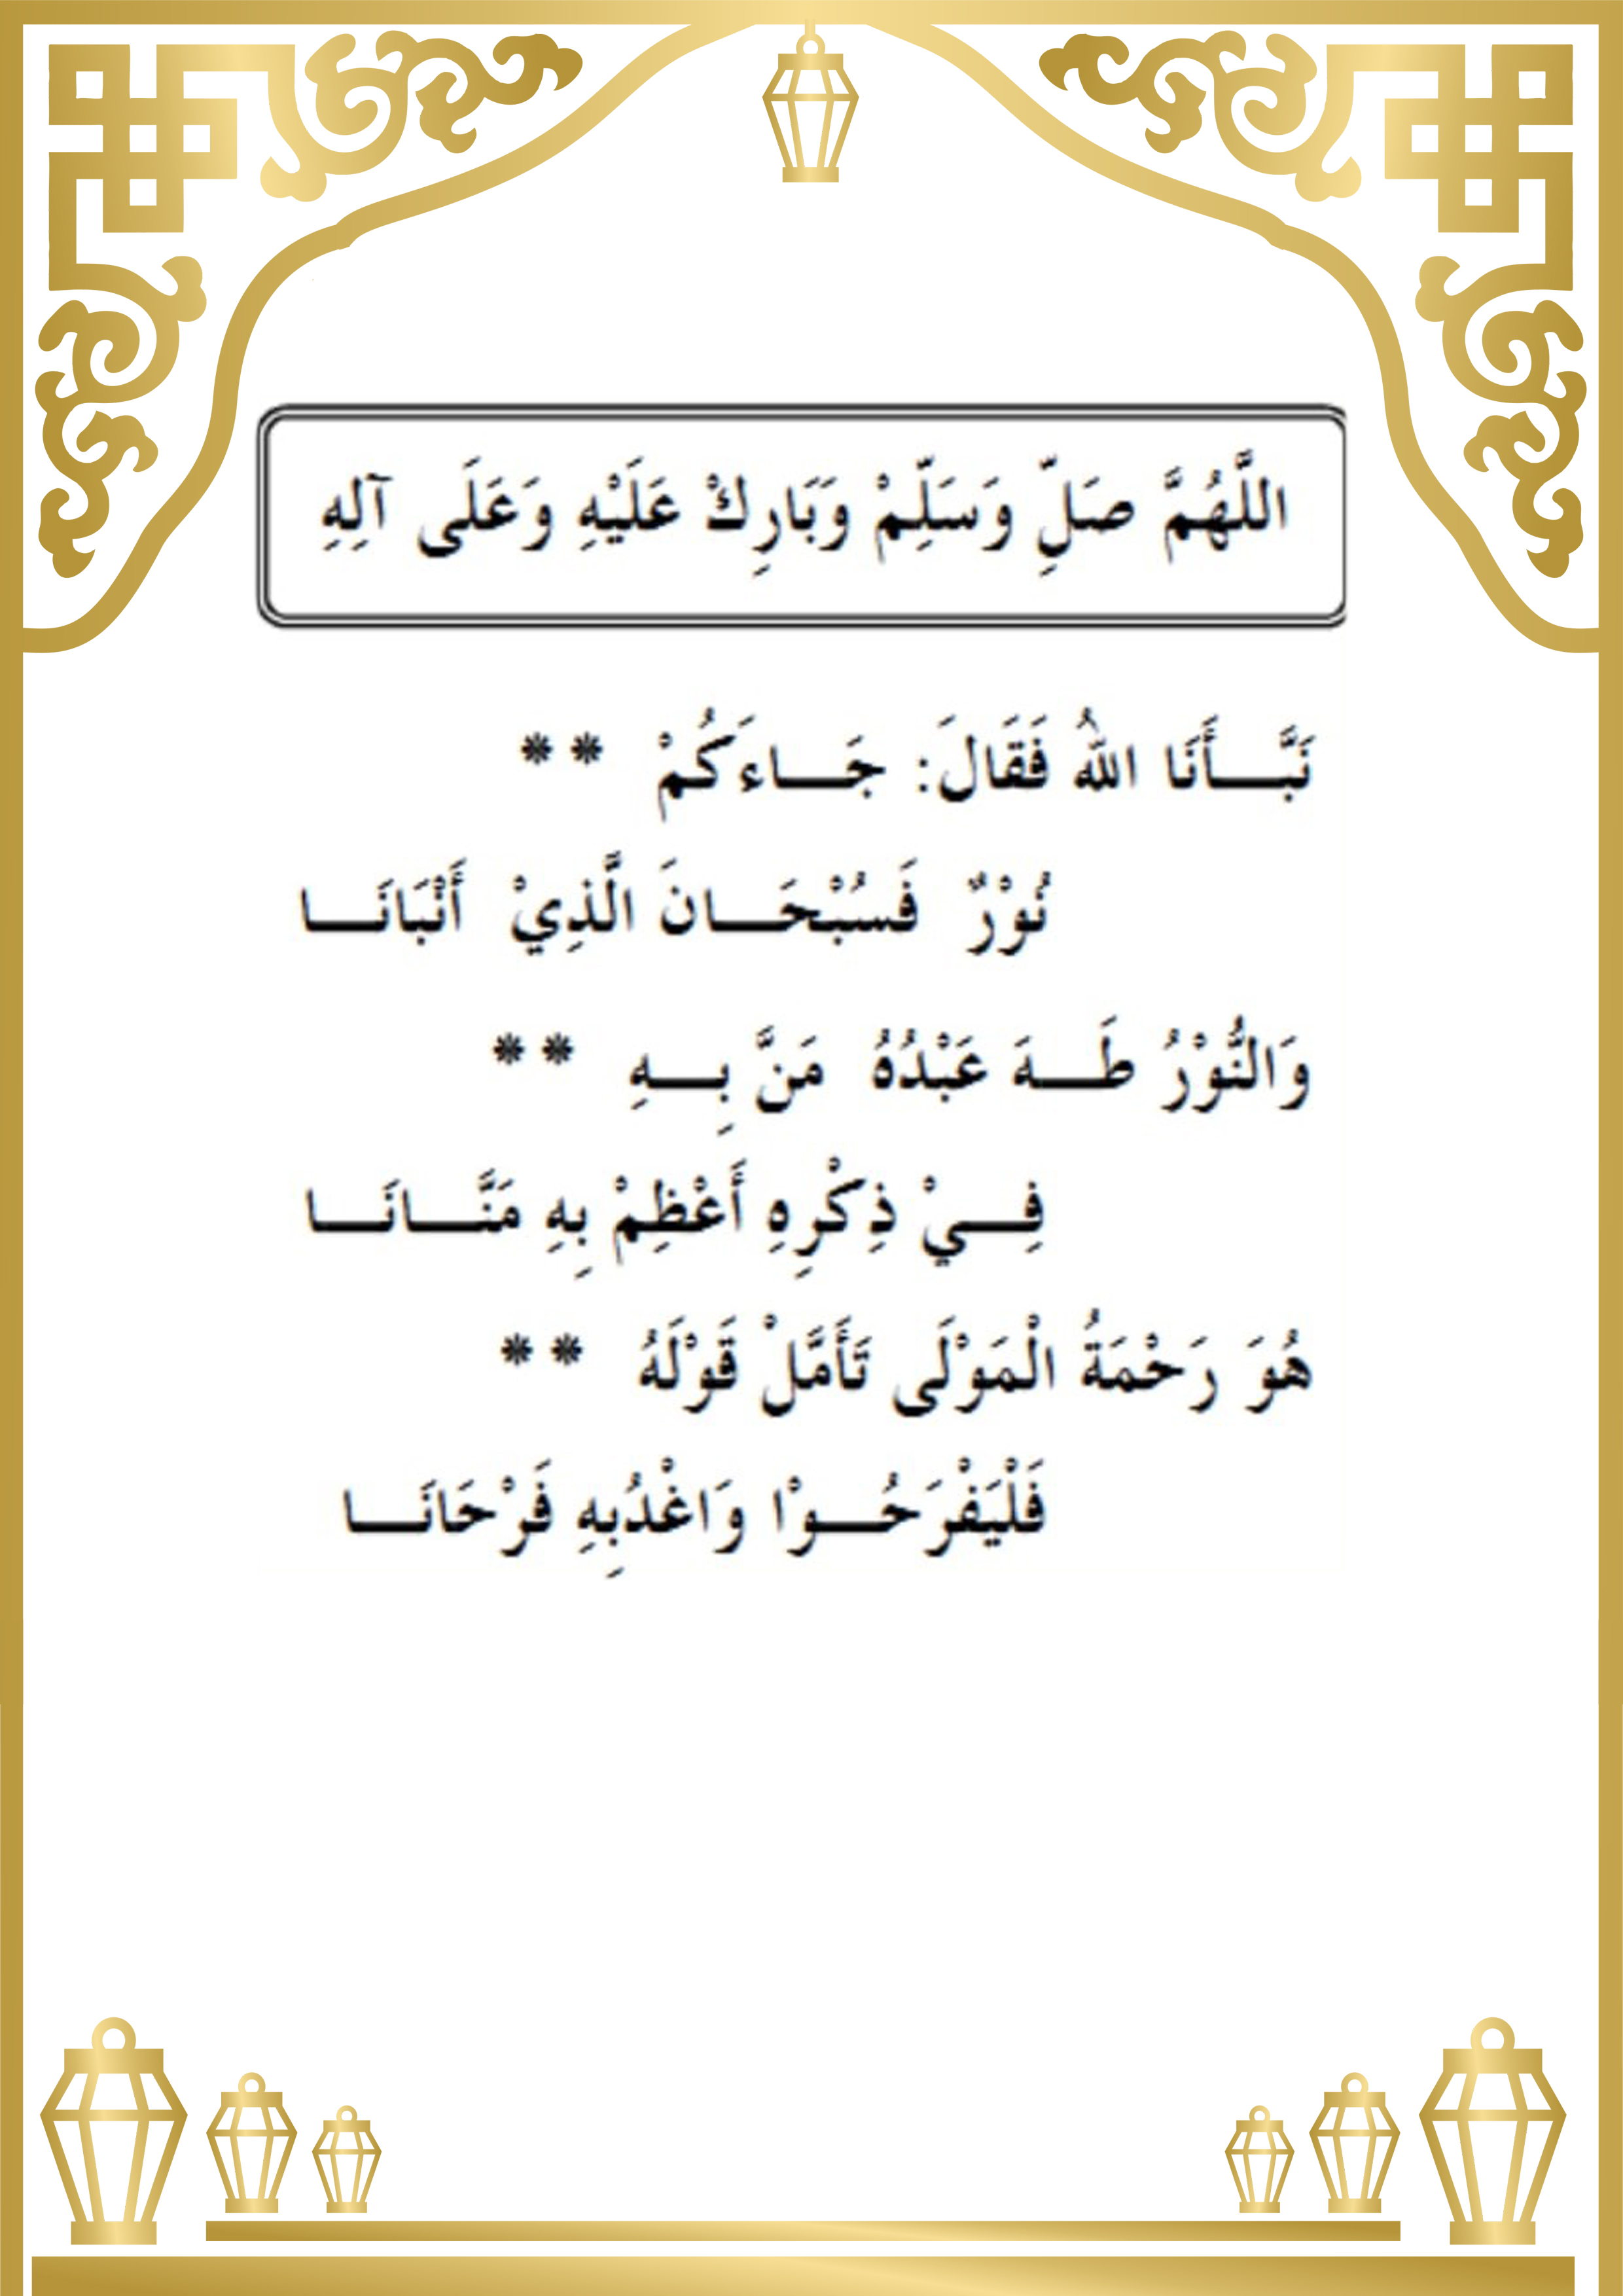 اللَّهُمَّ صَلِّ وَسَلِّمْ وَبَارِكْ عَلَيْهِ وَعَلَى آلِهِ
نَبَّـــأَنَا اللهُ فَقَالَ: جَـــاءَكُمْ **
نُوْرٌ فَسُبْحَـــانَ الَّذِيْ أَنْبَانَـــا
وَالنُّوْرُ طَـــهَ عَبْدُهُ مَنَّ بِـــهِ **
فِـــيْ ذِكْرِهِ أَعْظِمْ بِهِ مَنَّـــانَـــا
هُوَ رَحْمَةُ الْمَوْلَى تَأَمَّلْ قَوْلَهُ **
فَلْيَفْرَحُـــوْا وَاغْدُبِهِ فَرْحَانَـــا